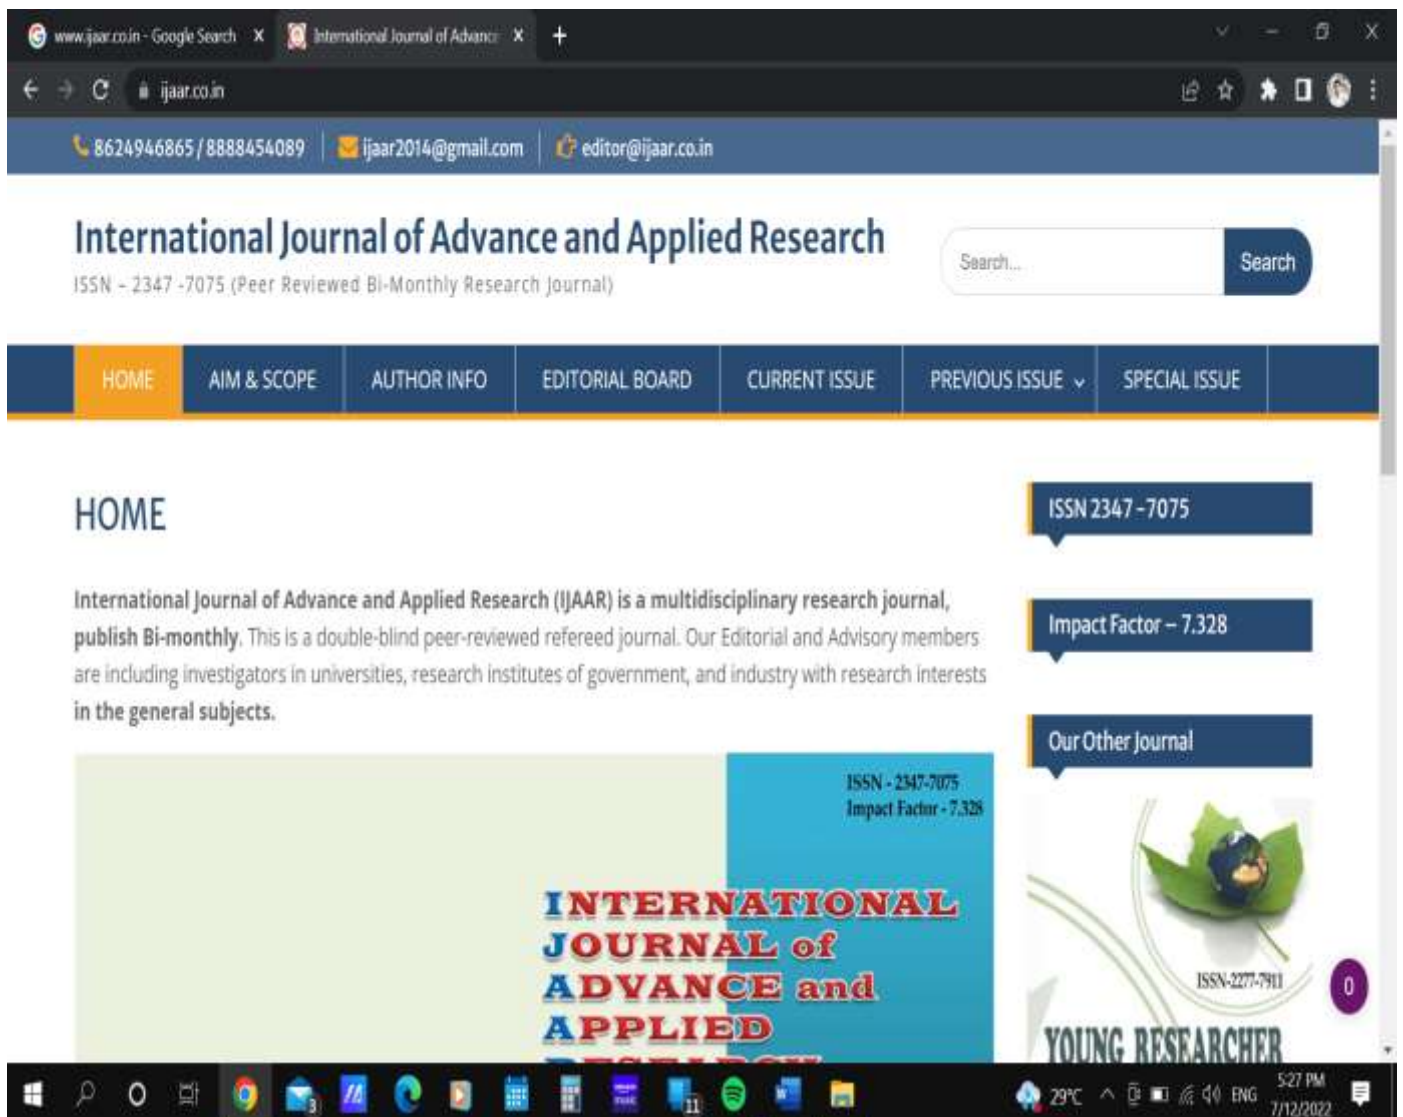 www.ijaar.co.in - Google Search
International Journal of Advance
ijaar.co.in
8624946865 / 8888454089
ijaar2014@gmail.com
editor@ijaar.co.in
International Journal of Advance and Applied Research
ISSN – 2347 -7075 (Peer Reviewed Bi-Monthly Research Journal)
Search...
Search
HOME
AIM & SCOPE
AUTHOR INFO
EDITORIAL BOARD
CURRENT ISSUE
PREVIOUS ISSUE
SPECIAL ISSUE
HOME
International Journal of Advance and Applied Research (IJAAR) is a multidisciplinary research journal,
publish Bi-monthly. This is a double-blind peer-reviewed refereed journal. Our Editorial and Advisory members
are including investigators in universities, research institutes of government, and industry with research interests
in the general subjects.
ISSN 2347 –7075
Impact Factor – 7.328
Our Other Journal
ISSN - 2347-7075
Impact Factor - 7.328
INTERNATIONAL
JOURNAL of
ADVANCE and
APPLIED
RESEARCH
ISSN-2277-7911
YOUNG RESEARCHER
0
3
11
29°C
ENG
5:27 PM
7/12/2022